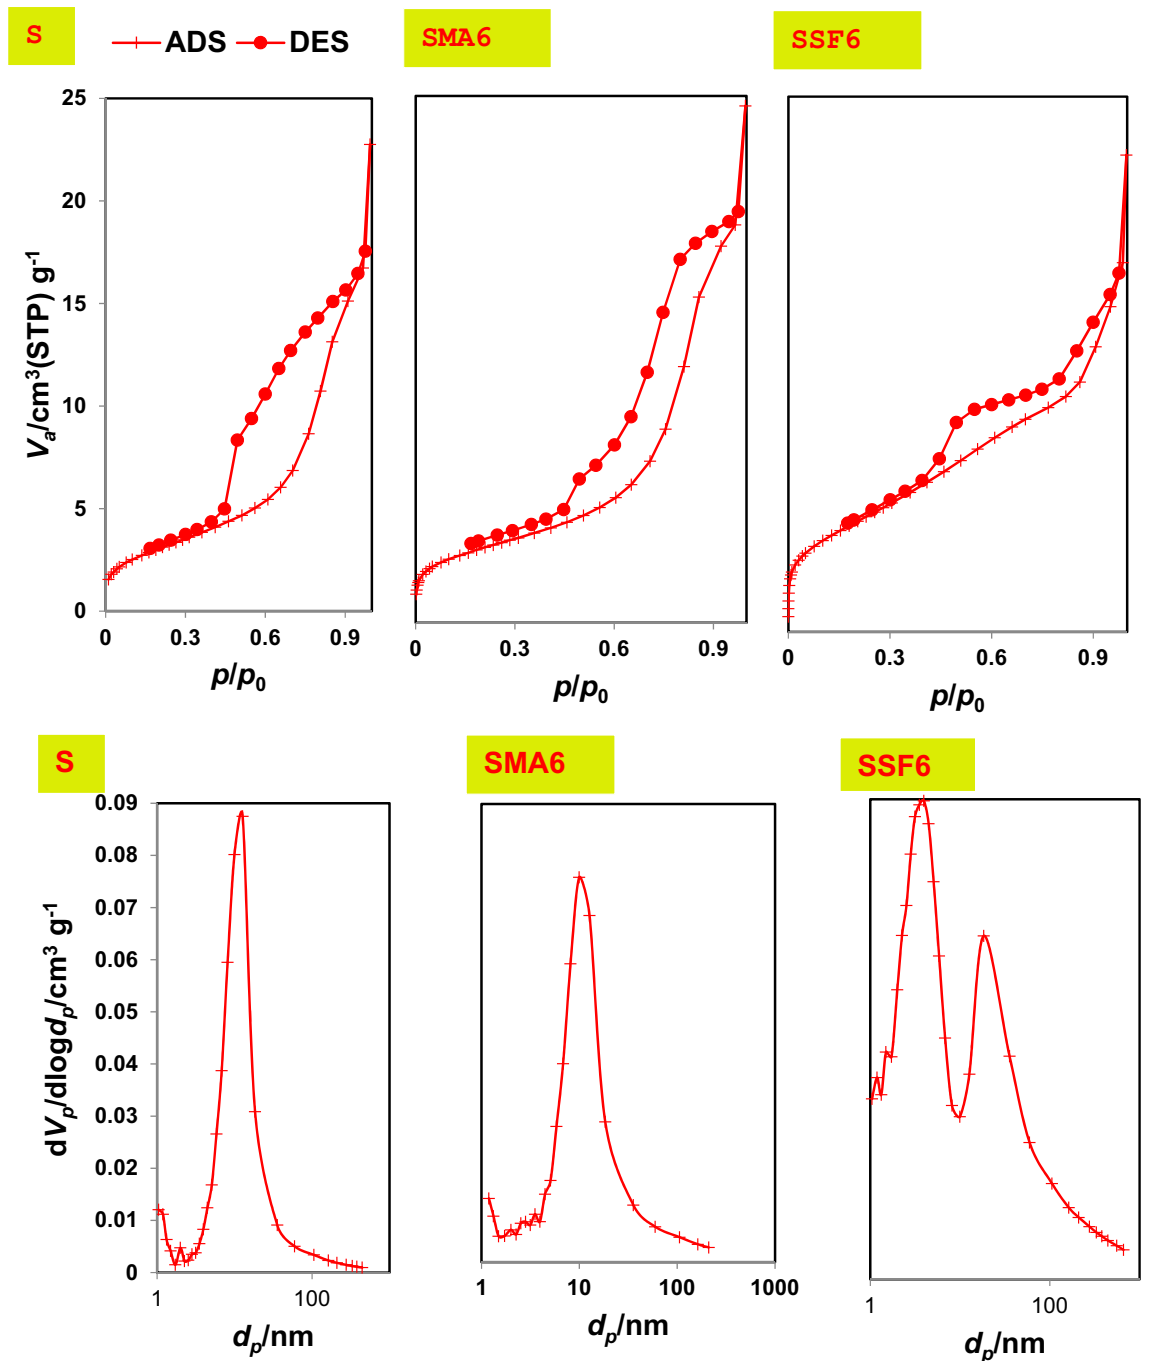 S
ADS
DES
SMA6
SSF6
25
20
15
10
5
0
Vₐ/cm³(STP) g⁻¹
0 0.3 0.6 0.9
p/p₀
0 0.3 0.6 0.9
p/p₀
0 0.3 0.6 0.9
p/p₀
S
SMA6
SSF6
0.09
0.08
0.07
0.06
0.05
0.04
0.03
0.02
0.01
0
dVₚ/dlogdₚ/cm³ g⁻¹
1 100
dₚ/nm
1 10 100 1000
dₚ/nm
1 100
dₚ/nm